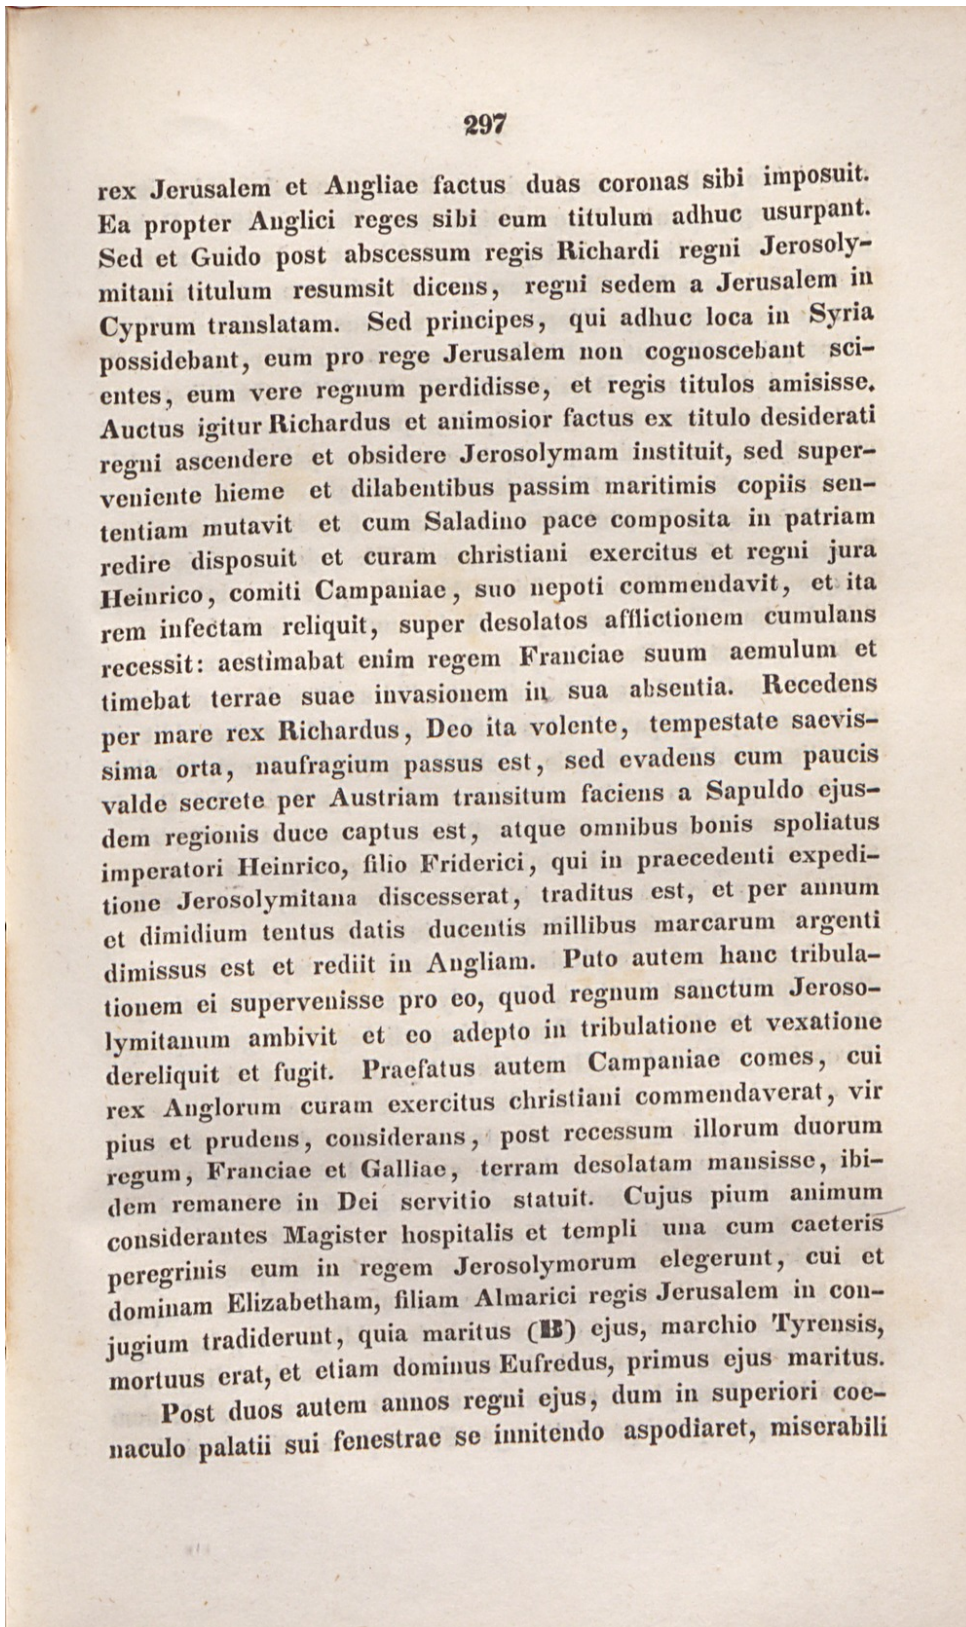 297
rex Jerusalem et Angliae factus duas coronas sibi imposuit.
Ea propter Anglici reges sibi eum titulum adhuc usurpant.
Sed et Guido post abscessum regis Richardi regni Jerosoly-
mitani titulum resumsit dicens, regni sedem a Jerusalem in
Cyprum translatam. Sed principes, qui adhuc loca in Syria
possidebant, eum pro rege Jerusalem non cognoscebant sci-
entes, eum vere regnum perdidisse, et regis titulos amisisse.
Auctus igitur Richardus et animosior factus ex titulo desiderati
regni ascendere et obsidere Jerosolymam instituit, sed super-
veniente hieme et dilabentibus passim maritimis copiis sen-
tentiam mutavit et cum Saladino pace composita in patriam
redire disposuit et curam christiani exercitus et regni jura
Heinrico, comiti Campaniae, suo nepoti commendavit, et ita
rem infectam reliquit, super desolatos afflictionem cumulans
recessit: aestimabat enim regem Franciae suum aemulum et
timebat terrae suae invasionem in sua absentia. Recedens
per mare rex Richardus, Deo ita volente, tempestate saevis-
sima orta, naufragium passus est, sed evadens cum paucis
valde secrete per Austriam transitum faciens a Sapuldo ejus-
dem regionis duce captus est, atque omnibus bonis spoliatus
imperatori Heinrico, filio Friderici, qui in praecedenti expedi-
tione Jerosolymitana discesserat, traditus est, et per annum
et dimidium tentus datis ducentis millibus marcarum argenti
dimissus est et rediit in Angliam. Puto autem hanc tribula-
tionem ei supervenisse pro eo, quod regnum sanctum Jeroso-
lymitanum ambivit et eo adepto in tribulatione et vexatione
dereliquit et fugit. Praefatus autem Campaniae comes, cui
rex Anglorum curam exercitus christiani commendaverat, vir
pius et prudens, considerans, post recessum illorum duorum
regum, Franciae et Galliae, terram desolatam mansisse, ibi-
dem remanere in Dei servitio statuit. Cujus pium animum
considerantes Magister hospitalis et templi una cum caeteris
peregrinis eum in regem Jerosolymorum elegerunt, cui et
dominam Elizabetham, filiam Almarici regis Jerusalem in con-
jugium tradiderunt, quia maritus (B) ejus, marchio Tyrensis,
mortuus erat, et etiam dominus Eufredus, primus ejus maritus.
Post duos autem annos regni ejus, dum in superiori coe-
naculo palatii sui fenestrae se innitendo aspodiaret, miserabili